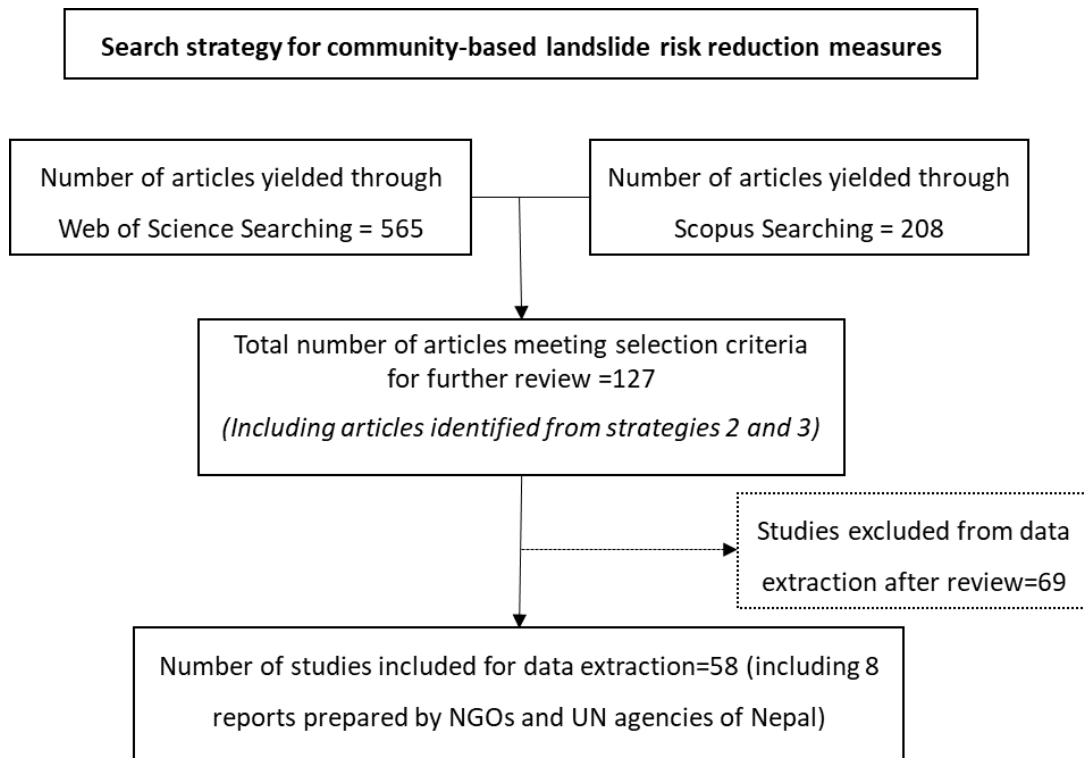 Search strategy for community-based landslide risk reduction measures
Number of articles yielded through
Web of Science Searching = 565
Number of articles yielded through
Scopus Searching = 208
Total number of articles meeting selection criteria
for further review =127
(Including articles identified from strategies 2 and 3)
Studies excluded from data
extraction after review=69
Number of studies included for data extraction=58 (including 8
reports prepared by NGOs and UN agencies of Nepal)